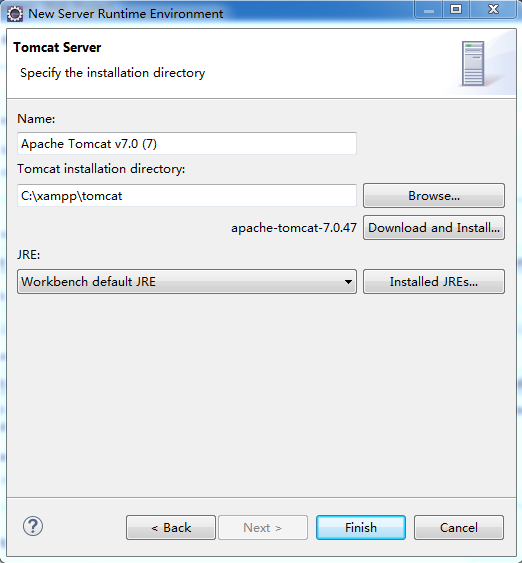 New Server Runtime Environment
Tomcat Server
Specify the installation directory
Name:
Apache Tomcat v7.0 (7)
Tomcat installation directory:
C:\xampp\tomcat
Browse...
apache-tomcat-7.0.47
Download and Install...
JRE:
Workbench default JRE
Installed JREs...
?
< Back
Next >
Finish
Cancel